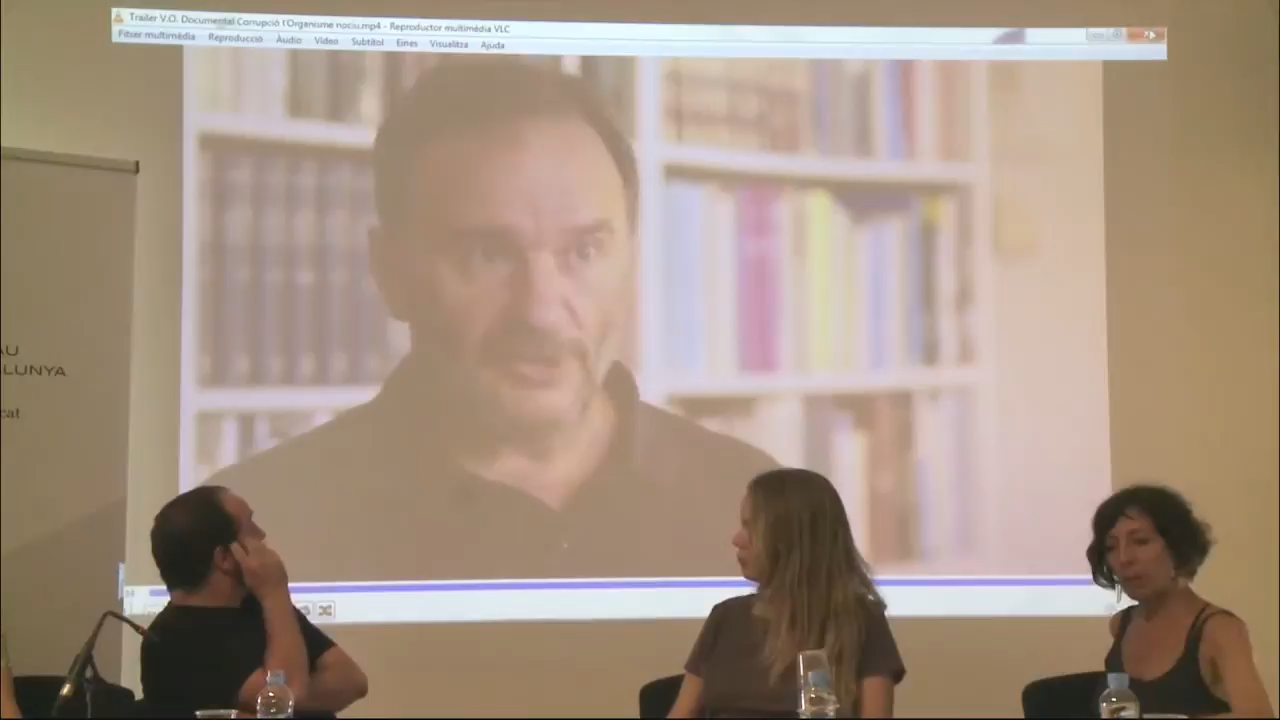 Trailer V.O. Documental Corrupció l'Organisme nociu.mp4 - Reproductor multimèdia VLC
Fitxer multimèdia Reproducció Àudio Vídeo Subtítol Eines Visualitza Ajuda
AU
LUNYA
cat